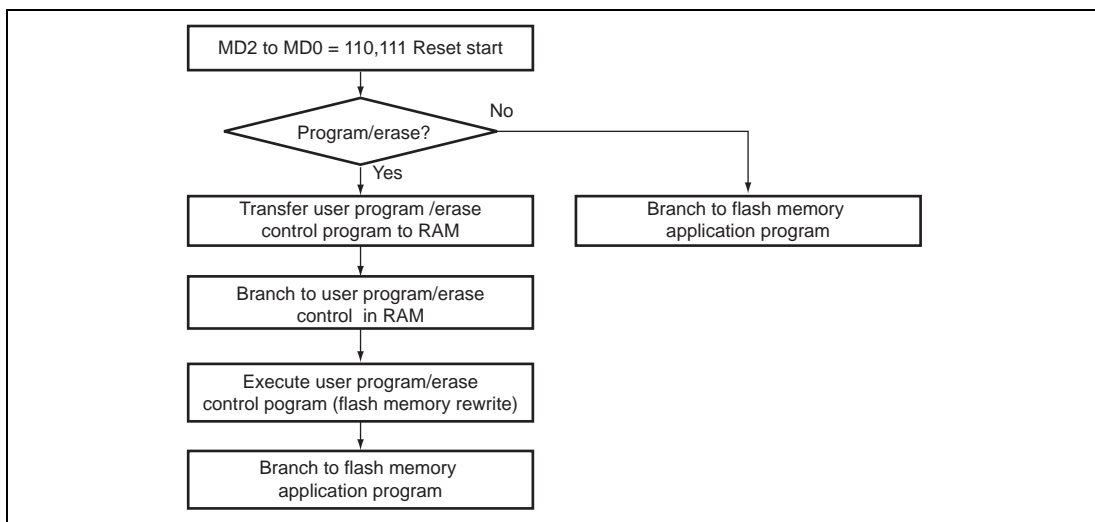 MD2 to MD0 = 110,111 Reset start
No
Program/erase?
Yes
Transfer user program /erase
control program to RAM
Branch to flash memory
application program
Branch to user program/erase
control in RAM
Execute user program/erase
control pogram (flash memory rewrite)
Branch to flash memory
application program